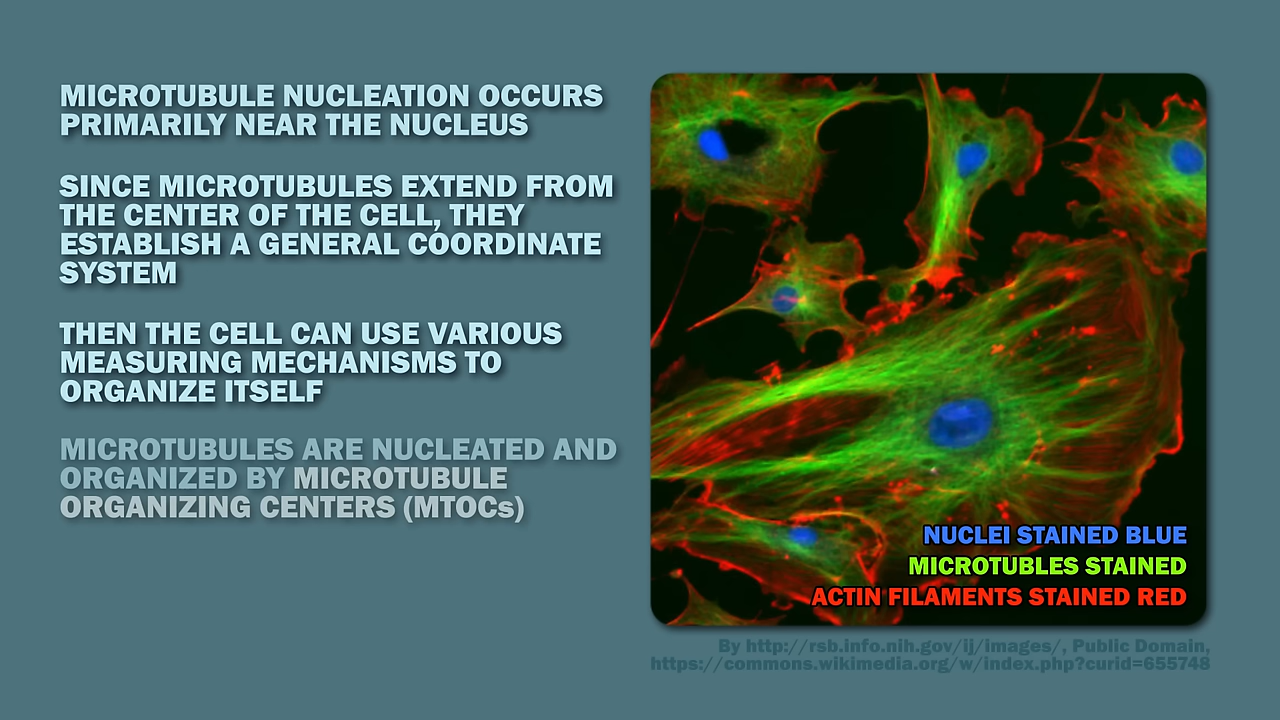 MICROTUBULE NUCLEATION OCCURS
PRIMARILY NEAR THE NUCLEUS
SINCE MICROTUBULES EXTEND FROM
THE CENTER OF THE CELL, THEY
ESTABLISH A GENERAL COORDINATE
SYSTEM
THEN THE CELL CAN USE VARIOUS
MEASURING MECHANISMS TO
ORGANIZE ITSELF
MICROTUBULES ARE NUCLEATED AND
ORGANIZED BY MICROTUBULE
ORGANIZING CENTERS (MTOCs)
NUCLEI STAINED BLUE
MICROTUBLES STAINED
ACTIN FILAMENTS STAINED RED
By http://rsb.info.nih.gov/ij/images/, Public Domain,
https://commons.wikimedia.org/w/index.php?curid=655748